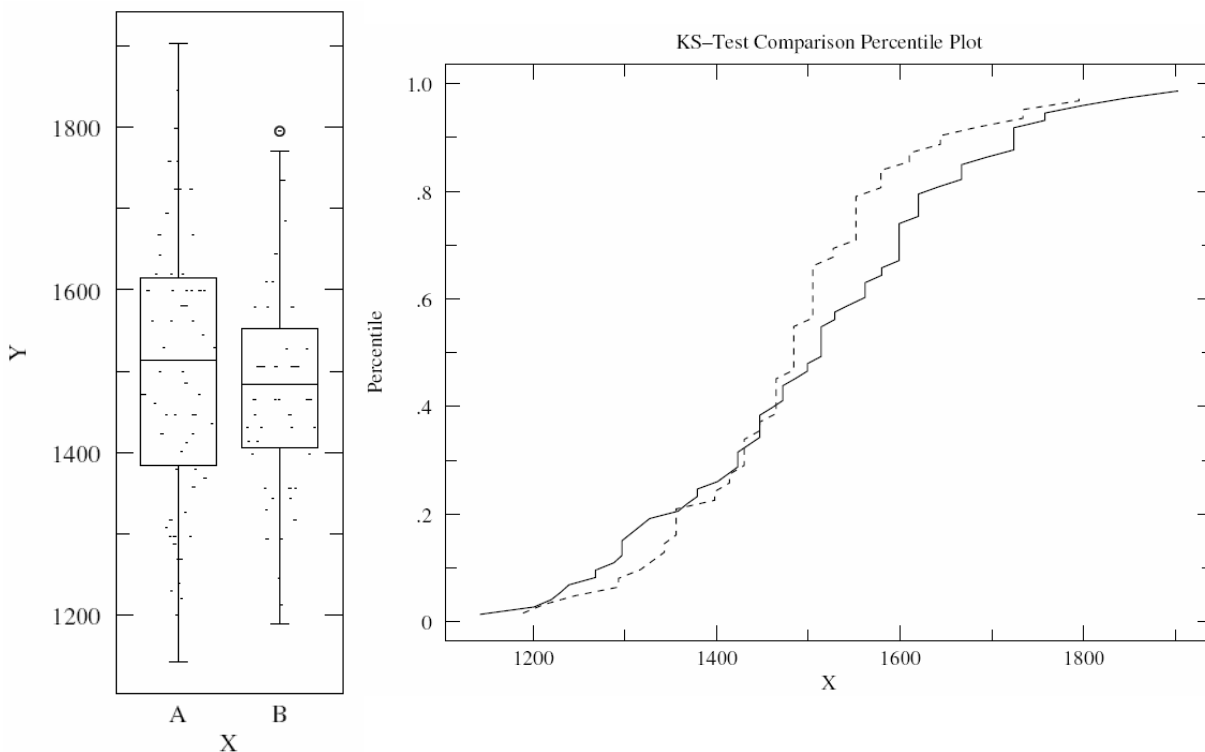 1800
1600
1400
1200
Y
A B
X
KS–Test Comparison Percentile Plot
1.0
.8
.6
.4
.2
0
Percentile
1200 1400 1600 1800
X